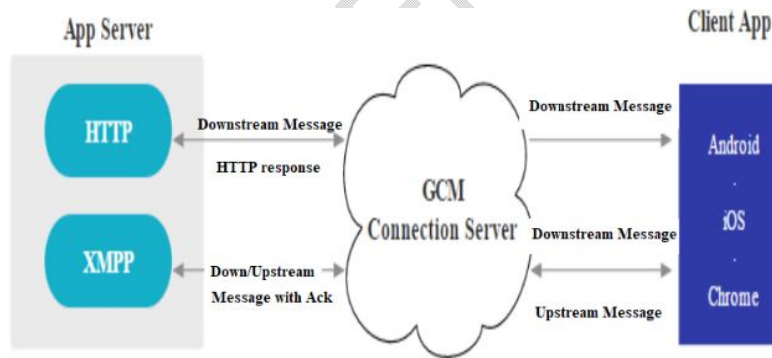 App Server
Client App
HTTP
Downstream Message
HTTP response
XMPP
Down/Upstream
Message with Ack
GCM
Connection Server
Downstream Message
Downstream Message
Upstream Message
Android
.
iOS
.
Chrome